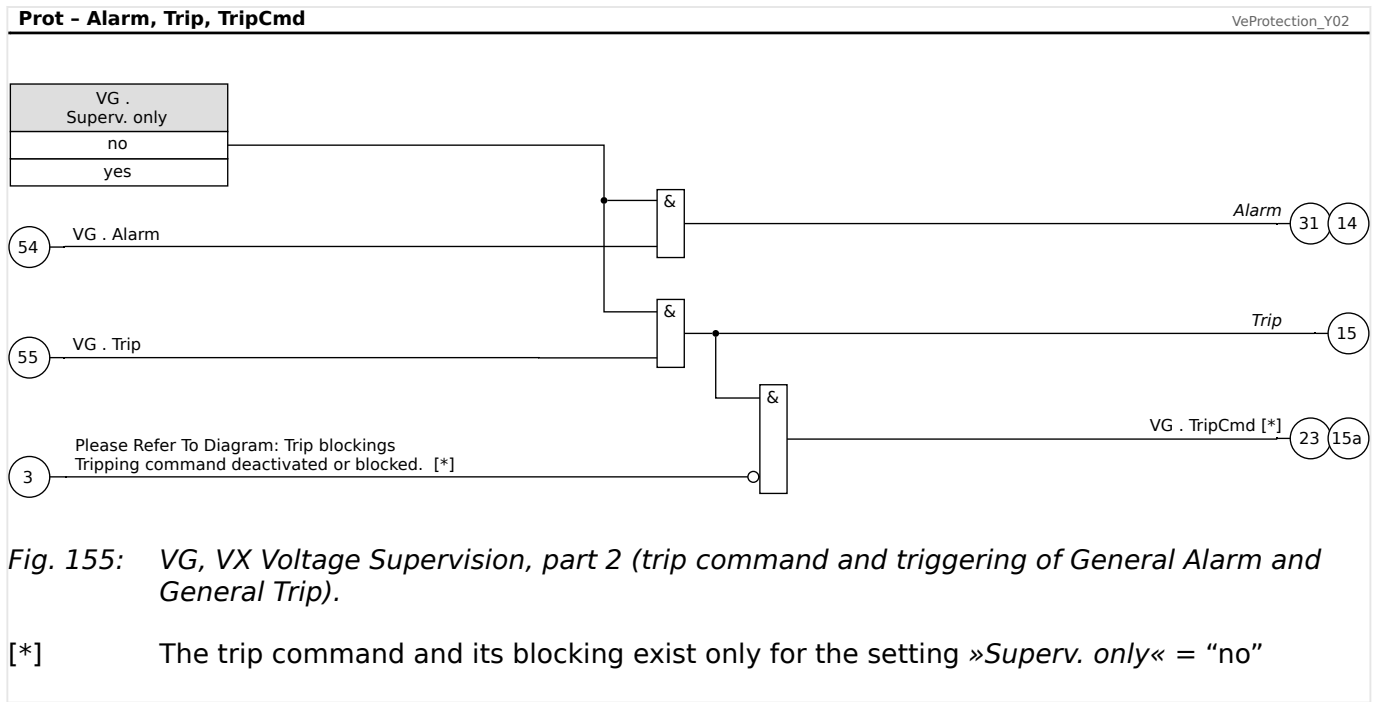 Prot – Alarm, Trip, TripCmd
VeProtection_Y02
VG .
Superv. only
no
yes
&
Alarm
31
14
54
VG . Alarm
&
Trip
15
55
VG . Trip
&
VG . TripCmd [*]
23
15a
Please Refer To Diagram: Trip blockings
Tripping command deactivated or blocked.  [*]
3
Fig. 155: VG, VX Voltage Supervision, part 2 (trip command and triggering of General Alarm and
General Trip).
[*] The trip command and its blocking exist only for the setting »Superv. only« = “no”